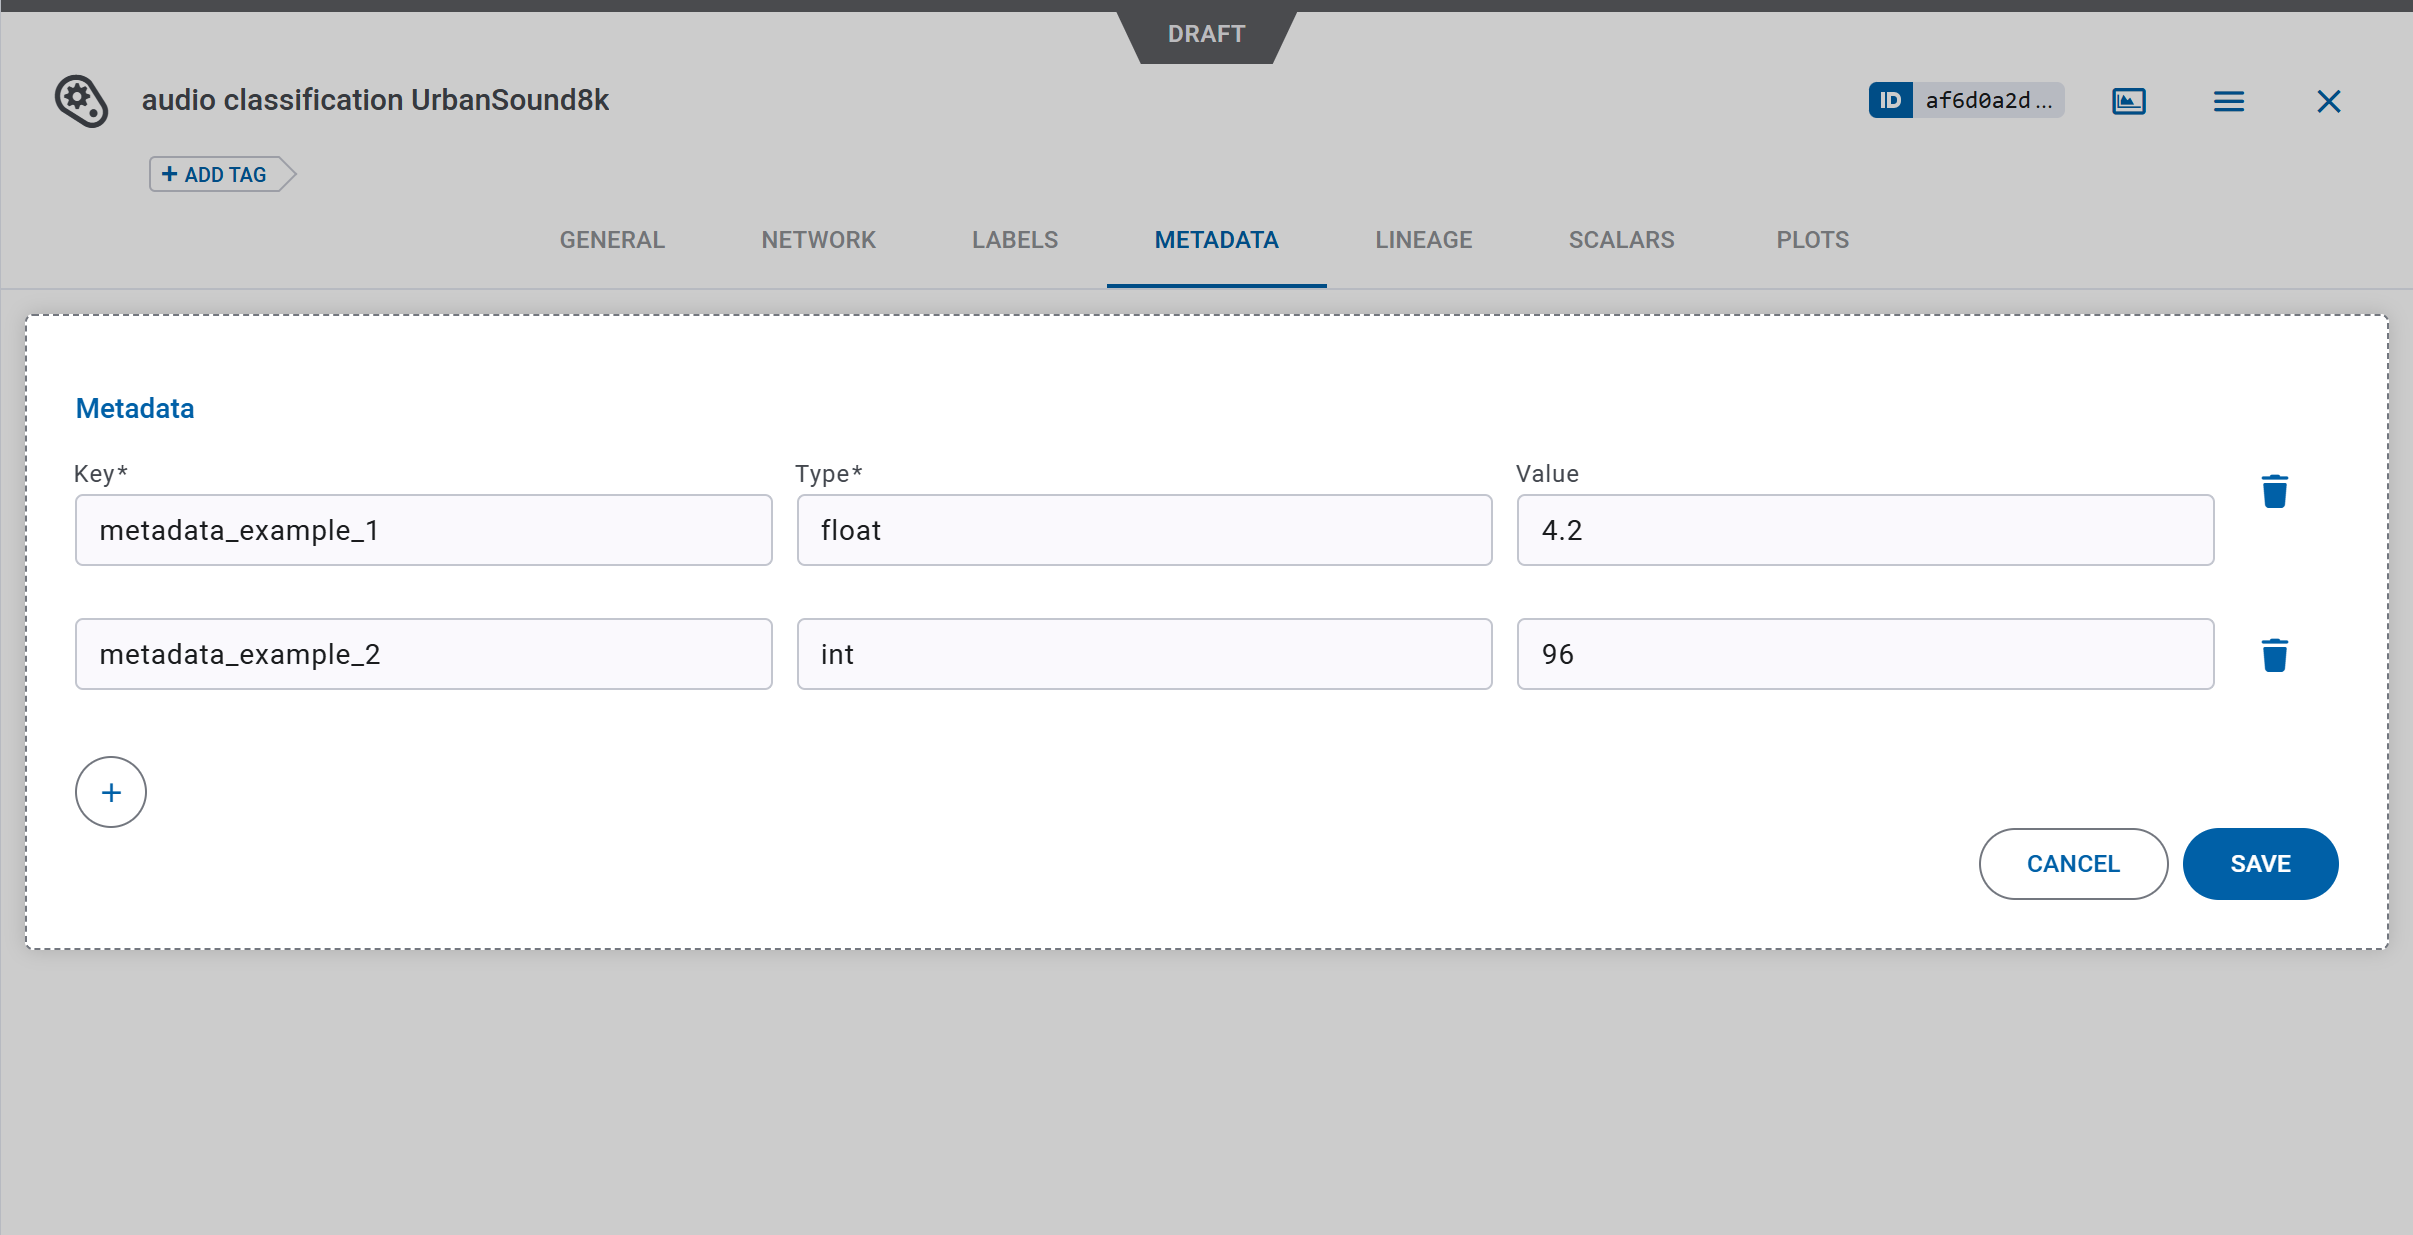 DRAFT
audio classification UrbanSound8k
ID af6d0a2d...
+ ADD TAG
GENERAL NETWORK LABELS METADATA LINEAGE SCALARS PLOTS
Metadata
Key* Type* Value
metadata_example_1 float 4.2
metadata_example_2 int 96
+
CANCEL SAVE